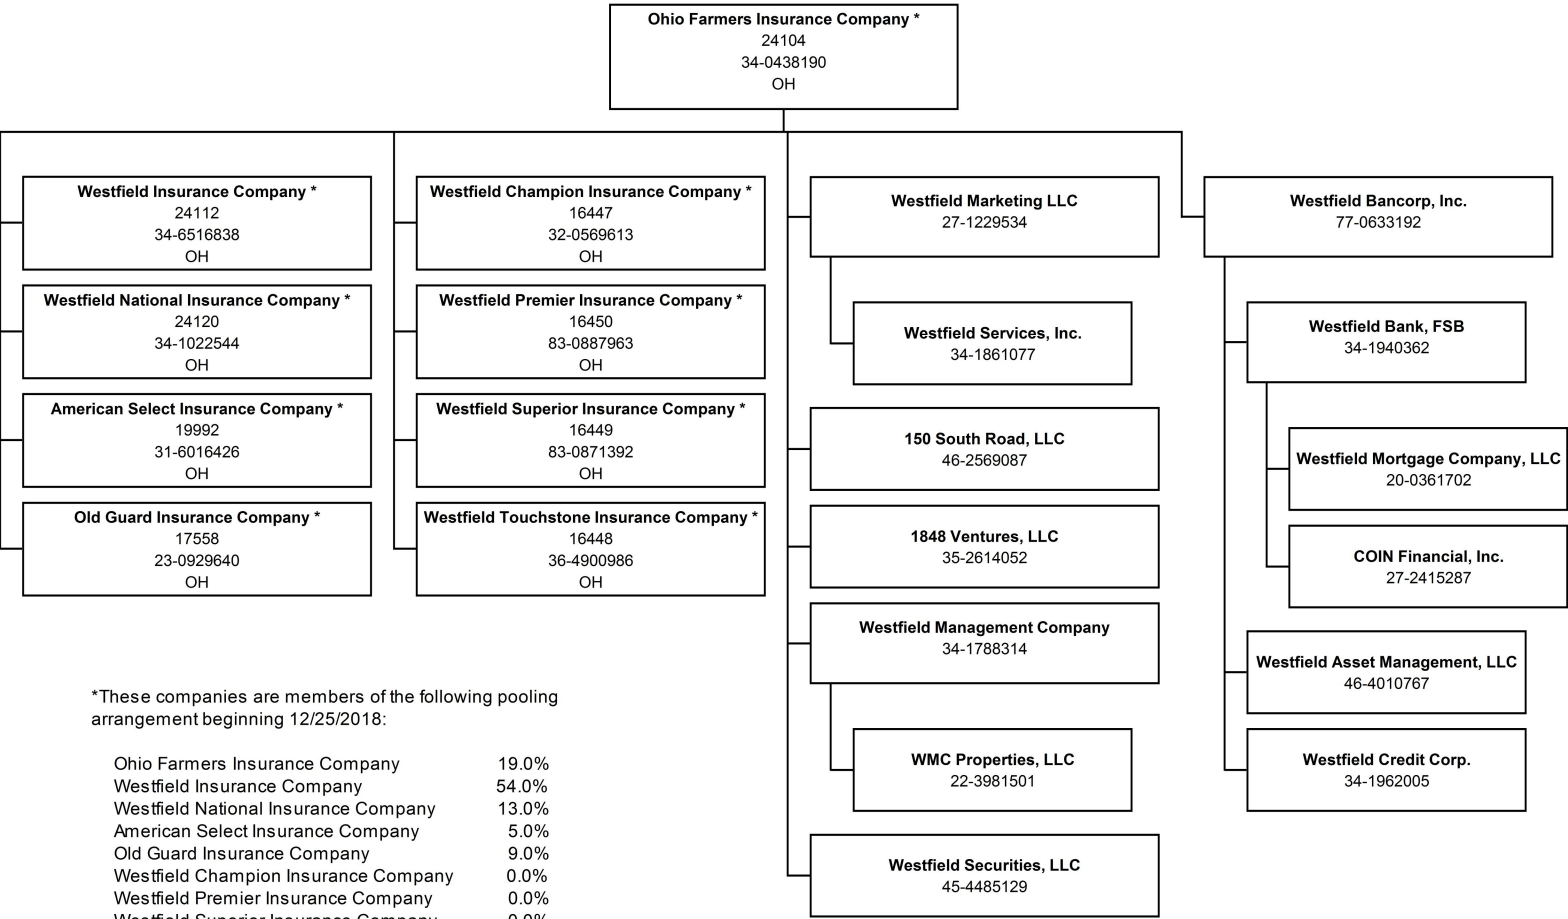 Ohio Farmers Insurance Company *
24104
34-0438190
OH
Westfield Insurance Company *
24112
34-6516838
OH
Westfield National Insurance Company *
24120
34-1022544
OH
American Select Insurance Company *
19992
31-6016426
OH
Old Guard Insurance Company *
17558
23-0929640
OH
Westfield Champion Insurance Company *
16447
32-0569613
OH
Westfield Premier Insurance Company *
16450
83-0887963
OH
Westfield Superior Insurance Company *
16449
83-0871392
OH
Westfield Touchstone Insurance Company *
16448
36-4900986
OH
Westfield Marketing LLC
27-1229534
Westfield Services, Inc.
34-1861077
150 South Road, LLC
46-2569087
1848 Ventures, LLC
35-2614052
Westfield Management Company
34-1788314
WMC Properties, LLC
22-3981501
Westfield Securities, LLC
45-4485129
Westfield Bancorp, Inc.
77-0633192
Westfield Bank, FSB
34-1940362
Westfield Mortgage Company, LLC
20-0361702
COIN Financial, Inc.
27-2415287
Westfield Asset Management, LLC
46-4010767
Westfield Credit Corp.
34-1962005
*These companies are members of the following pooling
arrangement beginning 12/25/2018:
Ohio Farmers Insurance Company 19.0%
Westfield Insurance Company 54.0%
Westfield National Insurance Company 13.0%
American Select Insurance Company 5.0%
Old Guard Insurance Company 9.0%
Westfield Champion Insurance Company 0.0%
Westfield Premier Insurance Company 0.0%
Westfield Superior Insurance Company 0.0%